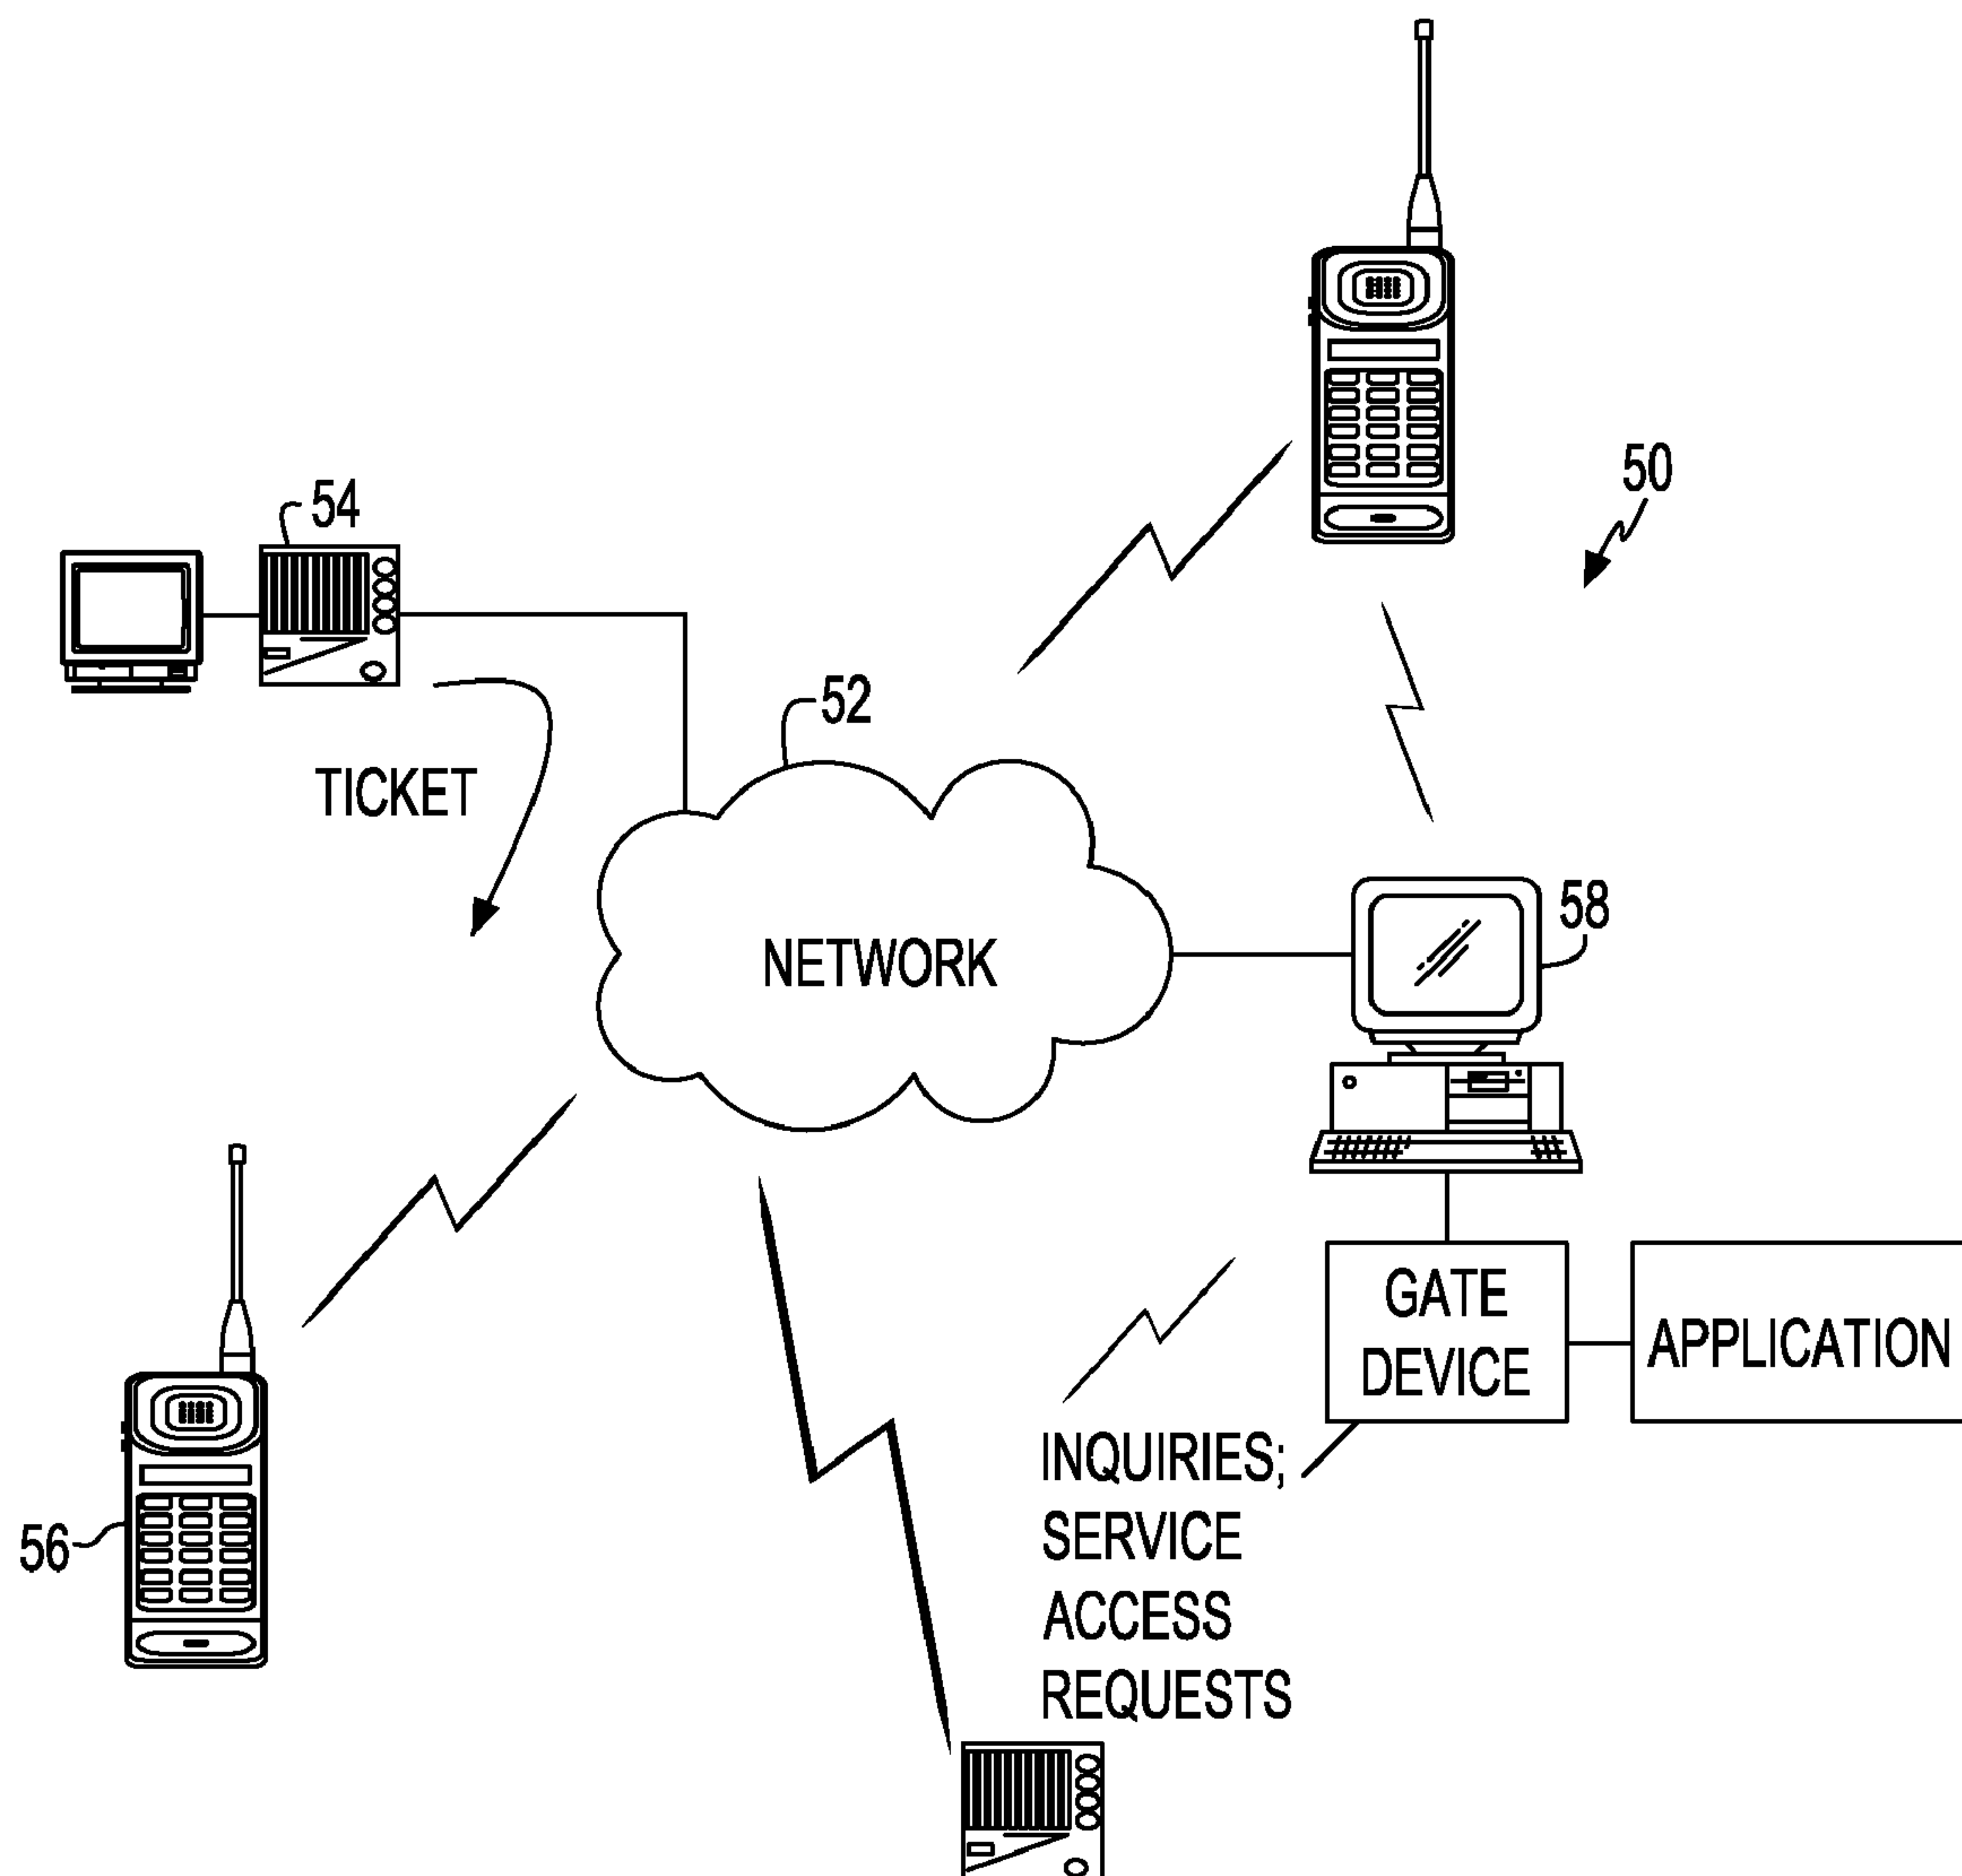 50
54
52
TICKET
58
NETWORK
GATE
DEVICE
APPLICATION
INQUIRIES;
SERVICE
ACCESS
REQUESTS
56